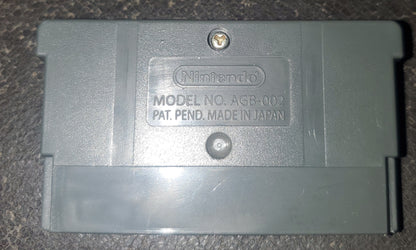 Nintendo
MODEL NO. AGB-002
PAT. PEND. MADE IN JAPAN